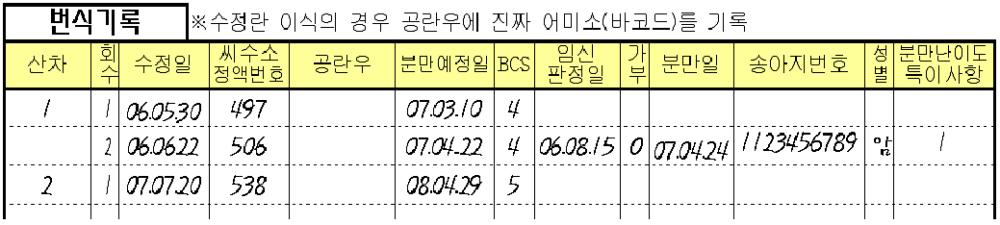 번식기록 ※수정란 이식의 경우 공란우에 진짜 어미소(바코드)를 기록
산차 회수 수정일 씨수소 정액번호 공란우 분만예정일 BCS 임신 판정일 가부 분만일 송아지번호 성별 분만난이도 특이사항
1 1 06.05.30 497 07.03.10 4
2 06.06.22 506 07.04.22 4 06.08.15 0 07.04.24 1123456789 암 1
2 1 07.07.20 538 08.04.29 5